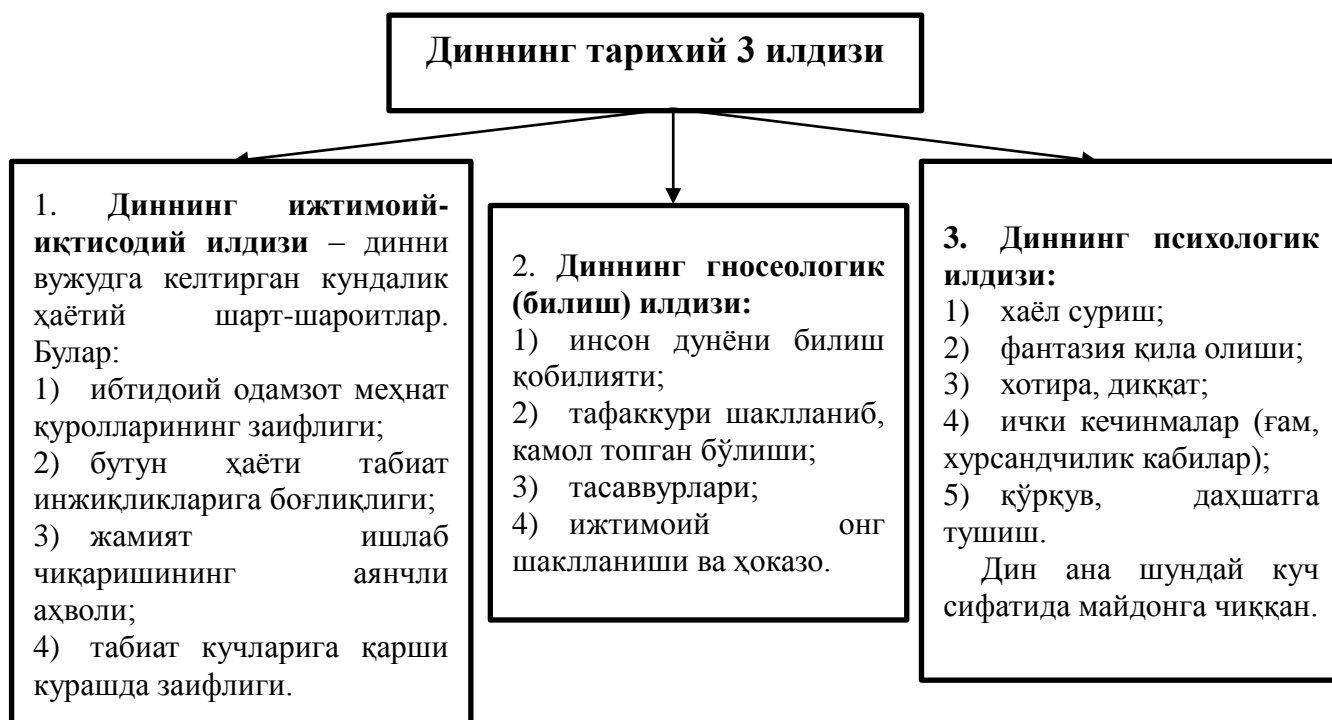 Диннинг тарихий 3 илдизи
1. Диннинг ижтимоий-
иқтисодий илдизи – динни
вужудга келтирган кундалик
ҳаётий шарт-шароитлар.
Булар:
1) ибтидоий одамзот меҳнат
қуролларининг заифлиги;
2) бутун ҳаёти табиат
инжиқликларига боғлиқлиги;
3) жамият ишлаб
чиқаришининг аянчли
аҳволи;
4) табиат кучларига қарши
курашда заифлиги.
2. Диннинг гносеологик
(билиш) илдизи:
1) инсон дунёни билиш
қобилияти;
2) тафаккури шаклланиб,
камол топган бўлиши;
3) тасаввурлари;
4) ижтимоий онг
шаклланиши ва ҳоказо.
3. Диннинг психологик
илдизи:
1) хаёл суриш;
2) фантазия қила олиши;
3) хотира, диққат;
4) ички кечинмалар (ғам,
хурсандчилик кабилар);
5) қўрқув, даҳшатга
тушиш.
Дин ана шундай куч
сифатида майдонга чиққан.